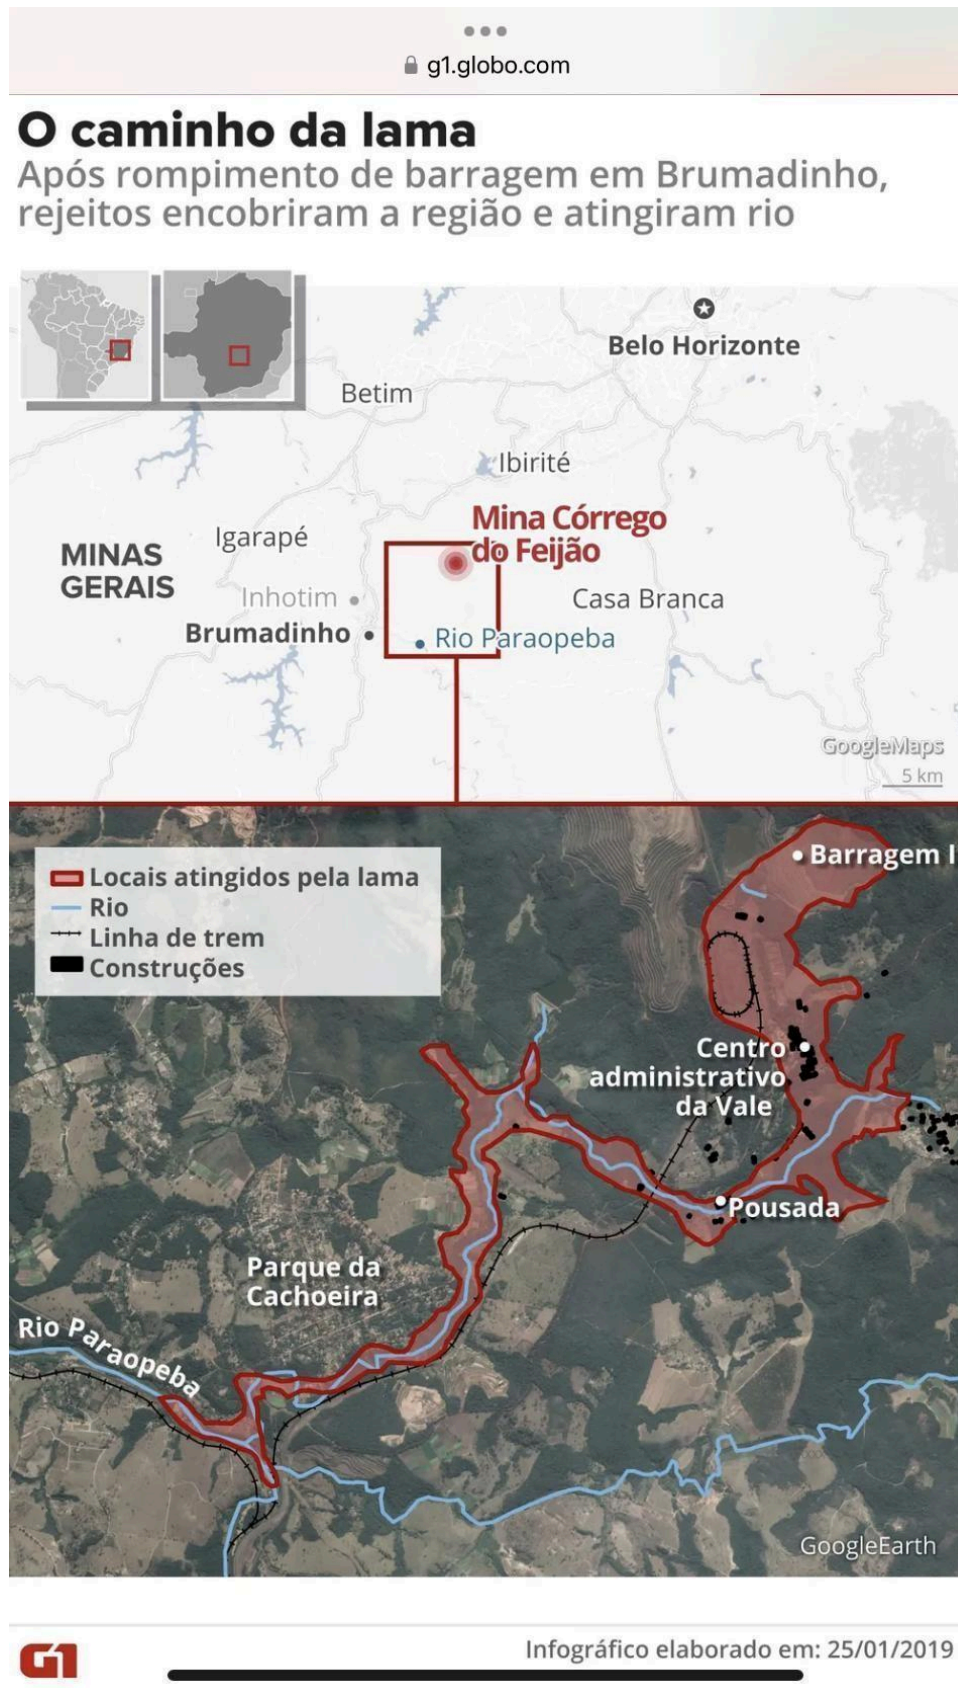 g1.globo.com
O caminho da lama
Após rompimento de barragem em Brumadinho,
rejeitos encobriram a região e atingiram rio
Belo Horizonte
Betim
Ibirité
Mina Córrego
do Feijão
Igarapé
MINAS
GERAIS
Inhotim
Casa Branca
Brumadinho
Rio Paraopeba
GoogleMaps
5 km
Barragem I
Locais atingidos pela lama
Rio
Linha de trem
Construções
Centro
administrativo
da Vale
Pousada
Parque da
Cachoeira
Rio Paraopeba
GoogleEarth
G1
Infográfico elaborado em: 25/01/2019